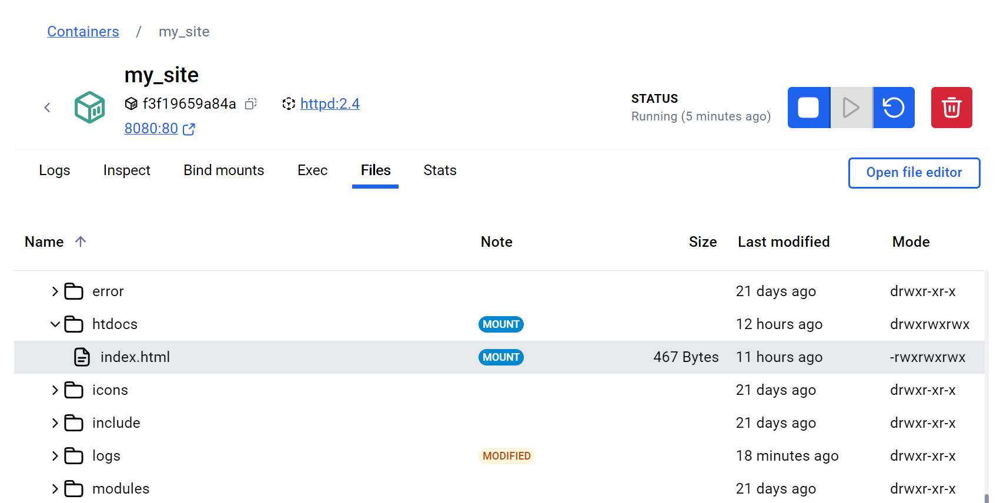 Containers / my_site
my_site
f3f19659a84a httpd:2.4
8080:80
STATUS
Running (5 minutes ago)
Logs Inspect Bind mounts Exec Files Stats Open file editor
Name Note Size Last modified Mode
error 21 days ago drwxr-xr-x
htdocs MOUNT 12 hours ago drwxrwxrwx
index.html MOUNT 467 Bytes 11 hours ago -rwxrwxrwx
icons 21 days ago drwxr-xr-x
include 21 days ago drwxr-xr-x
logs MODIFIED 18 minutes ago drwxr-xr-x
modules 21 days ago drwxr-xr-x